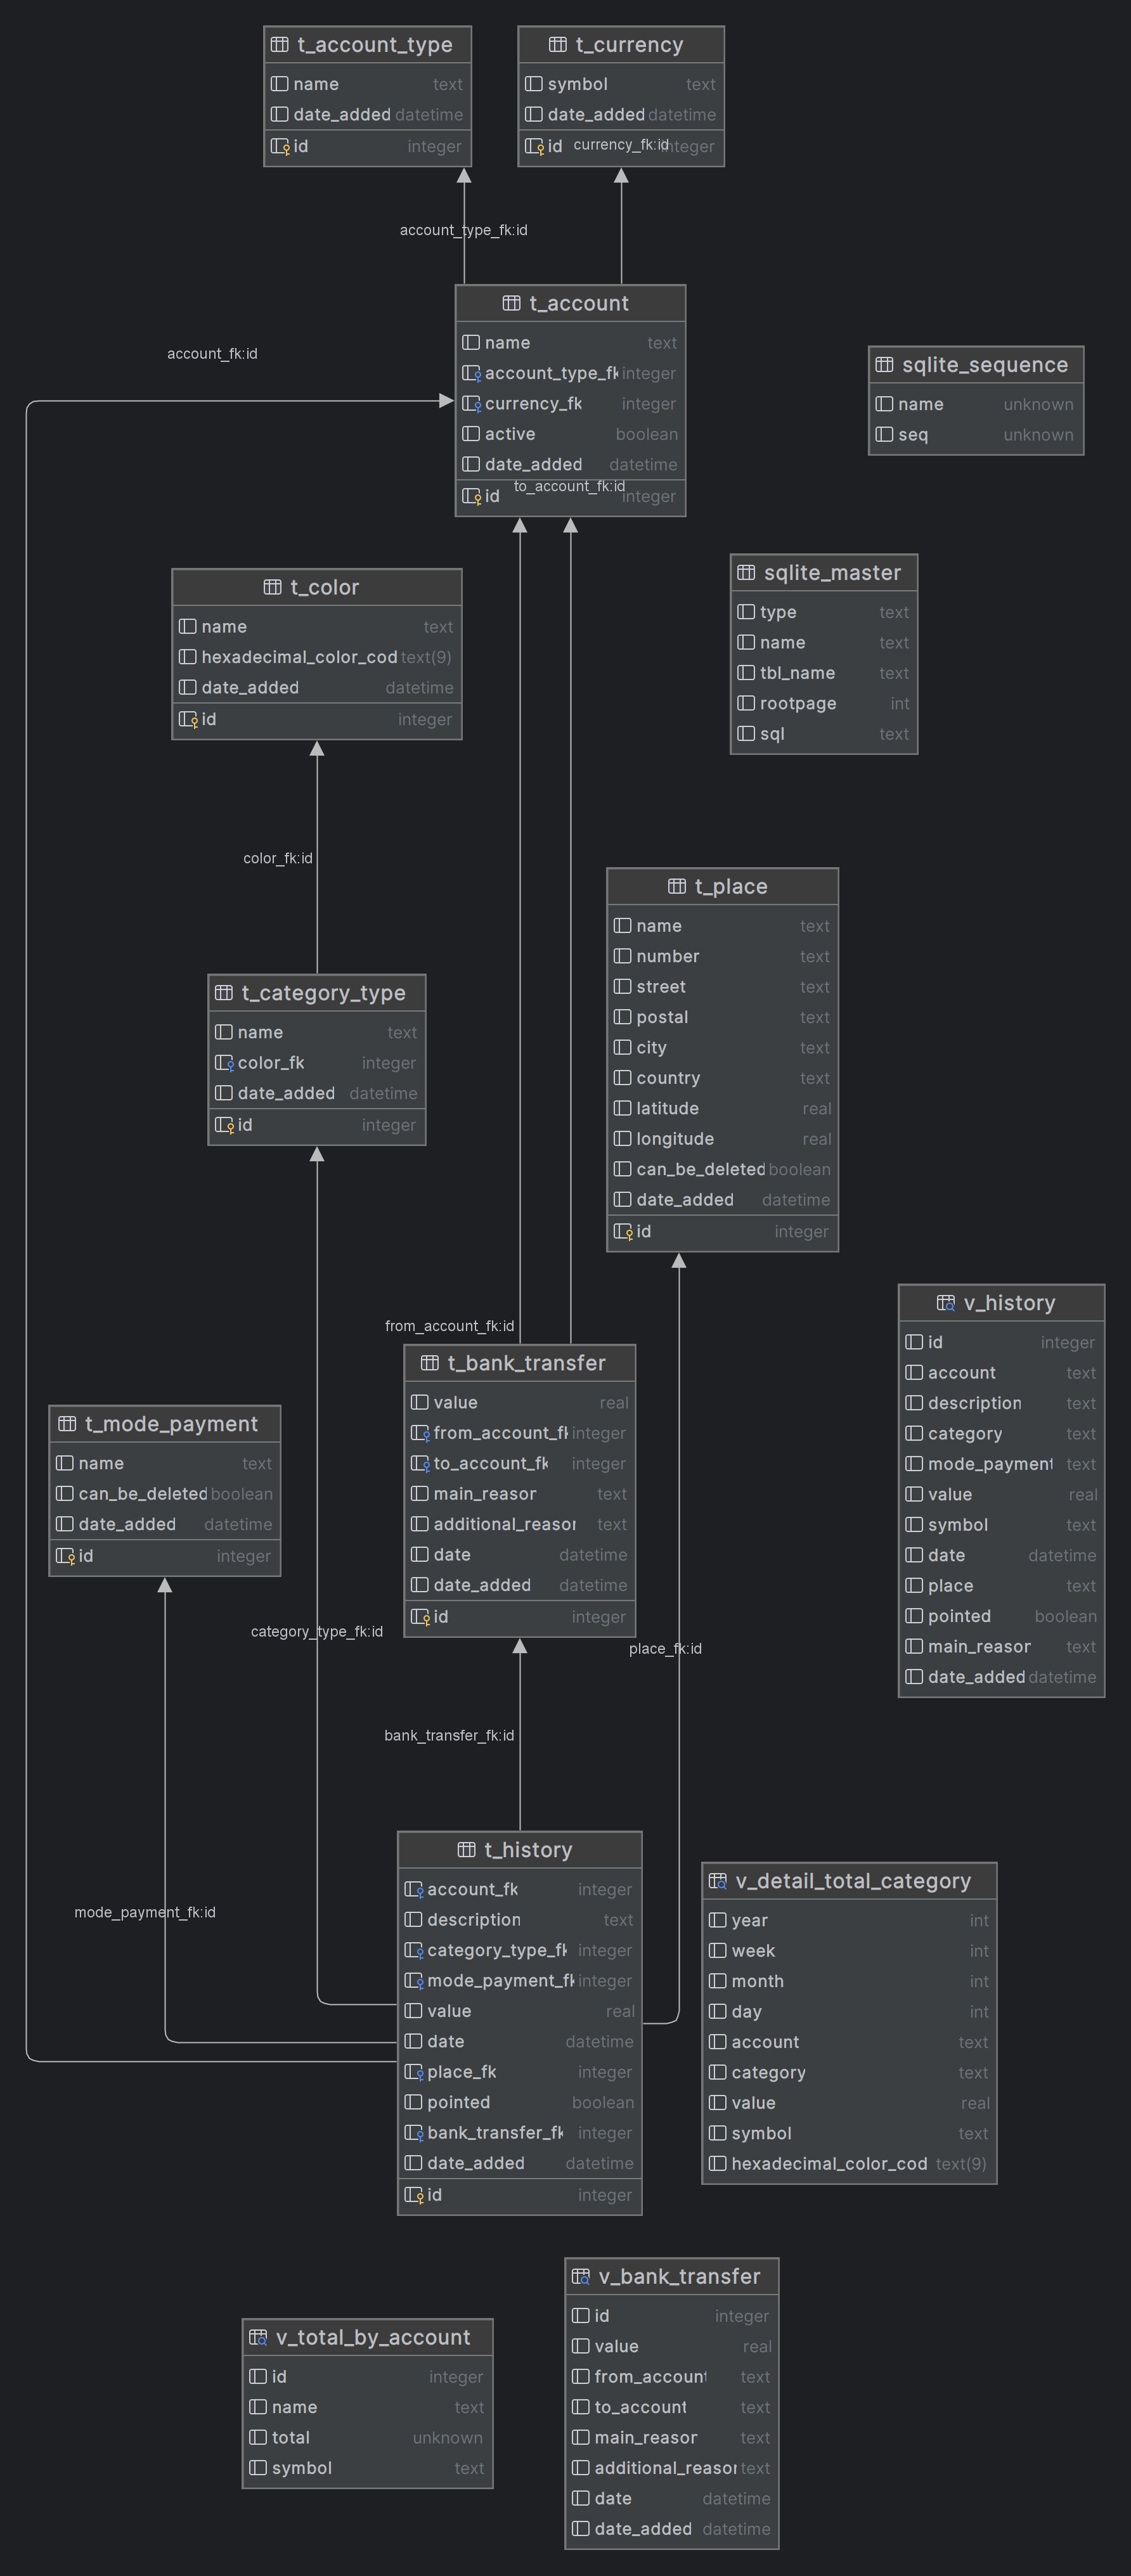 t_account_type
name text
date_added datetime
id integer
t_currency
symbol text
date_added datetime
id integer
currency_fk:id
account_type_fk:id
t_account
name text
account_type_fk integer
currency_fk integer
active boolean
date_added datetime
id integer
to_account_fk:id
account_fk:id
sqlite_sequence
name unknown
seq unknown
t_color
name text
hexadecimal_color_cod text(9)
date_added datetime
id integer
sqlite_master
type text
name text
tbl_name text
rootpage int
sql text
color_fk:id
t_place
name text
number text
street text
postal text
city text
country text
latitude real
longitude real
can_be_deleted boolean
date_added datetime
id integer
t_category_type
name text
color_fk integer
date_added datetime
id integer
v_history
id integer
account text
description text
category text
mode_payment text
value real
symbol text
date datetime
place text
pointed boolean
main_reason text
date_added datetime
from_account_fk:id
t_bank_transfer
value real
from_account_fk integer
to_account_fk integer
main_reason text
additional_reason text
date datetime
date_added datetime
id integer
t_mode_payment
name text
can_be_deleted boolean
date_added datetime
id integer
category_type_fk:id
place_fk:id
bank_transfer_fk:id
mode_payment_fk:id
t_history
account_fk integer
description text
category_type_fk integer
mode_payment_fk integer
value real
date datetime
place_fk integer
pointed boolean
bank_transfer_fk integer
date_added datetime
id integer
v_detail_total_category
year int
week int
month int
day int
account text
category text
value real
symbol text
hexadecimal_color_cod text(9)
v_bank_transfer
id integer
value real
from_account text
to_account text
main_reason text
additional_reason text
date datetime
date_added datetime
v_total_by_account
id integer
name text
total unknown
symbol text